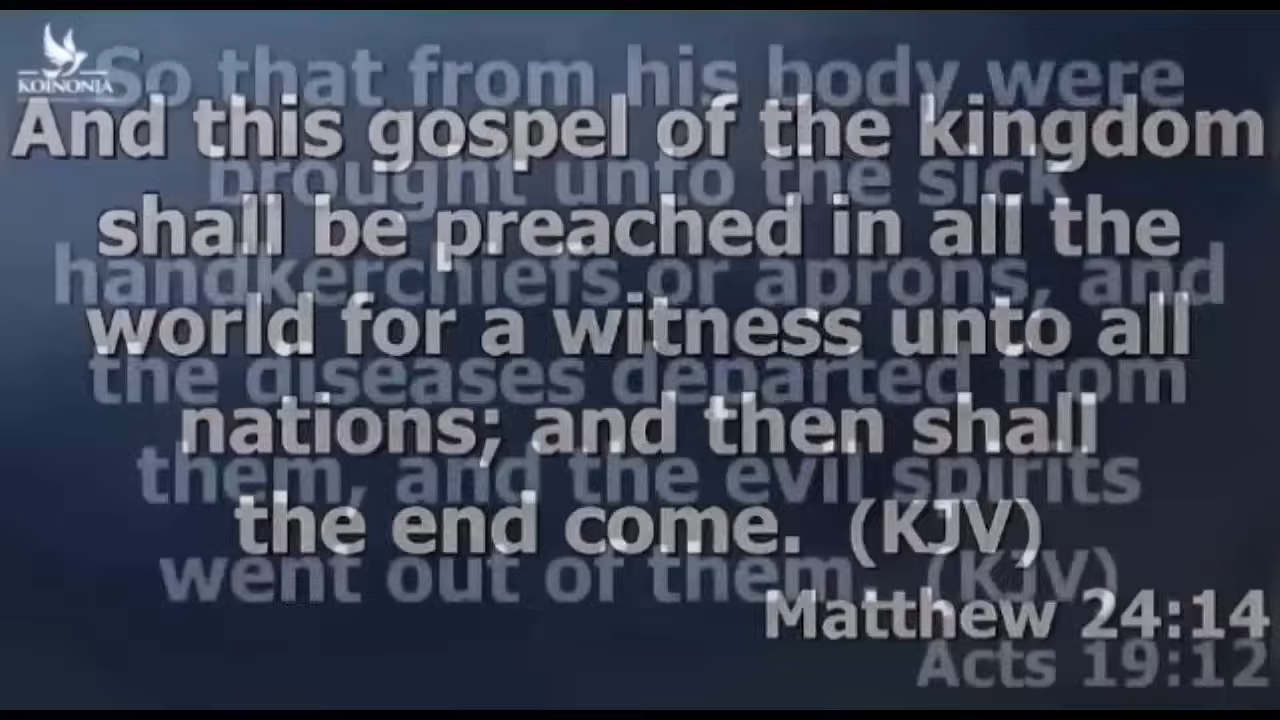 KOINONIA
And this gospel of the kingdom
shall be preached in all the
world for a witness unto all
nations; and then shall
the end come. (KJV)
Matthew 24:14
So that from his body were
brought unto the sick
handkerchiefs or aprons, and
the diseases departed from
them, and the evil spirits
went out of them. (KJV)
Acts 19:12